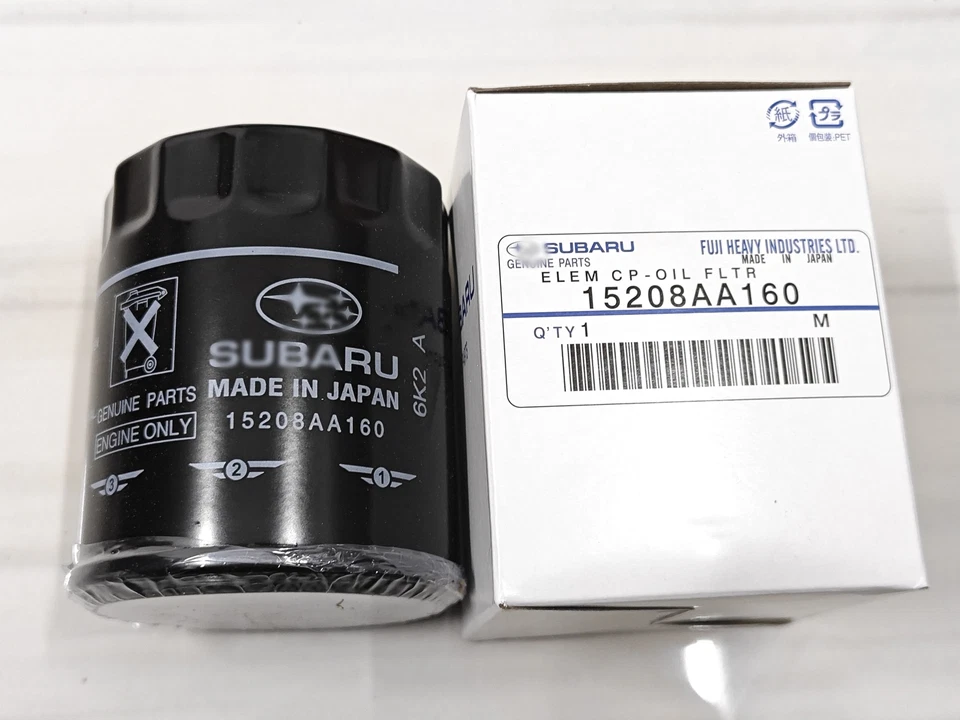 SUBARU
MADE IN JAPAN
15208AA160
GENUINE PARTS
ENGINE ONLY
3
2
1
6K2 A
紙
外箱
プラ
個包装:PET
SUBARU
GENUINE PARTS
FUJI HEAVY INDUSTRIES LTD.
MADE IN JAPAN
ELEM CP-OIL FLTR
15208AA160
Q'TY 1
M
ARU